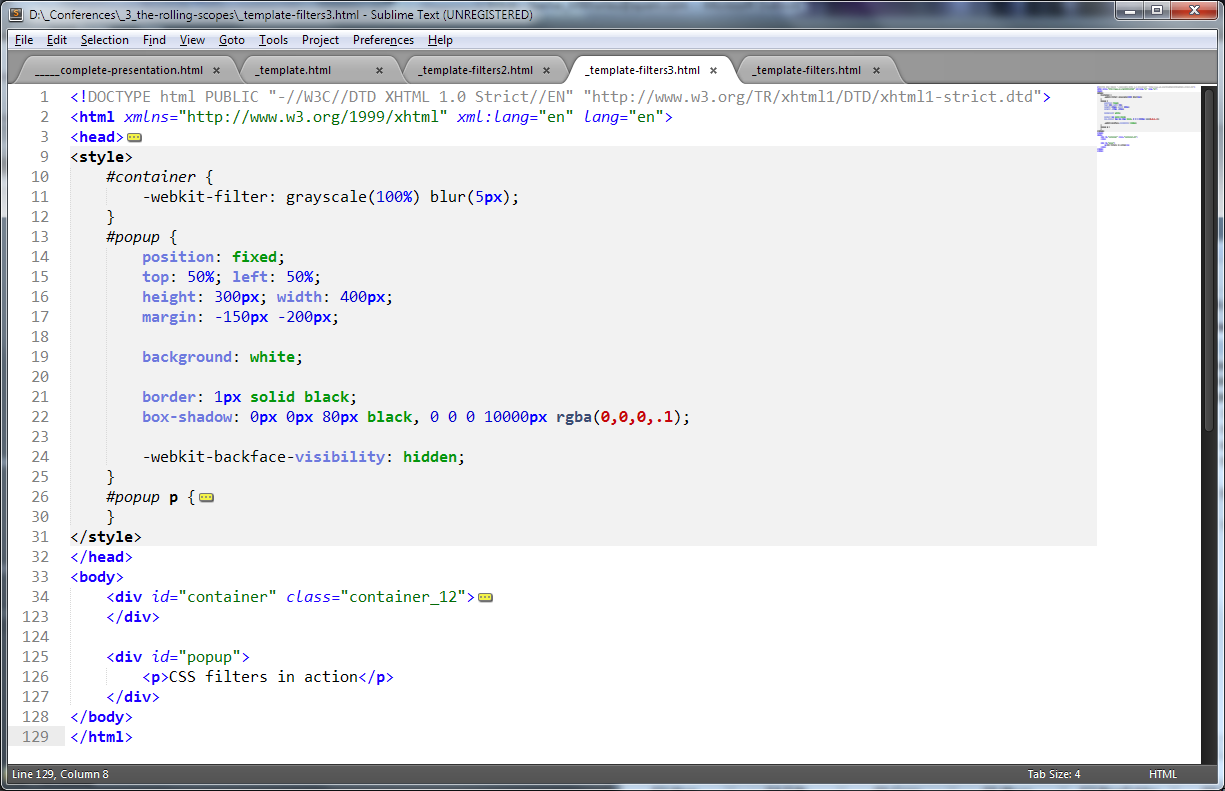 D:\_Conferences\_3_the-rolling-scopes\_template-filters3.html - Sublime Text (UNREGISTERED)
File Edit Selection Find View Goto Tools Project Preferences Help
_____complete-presentation.html × _template.html × _template-filters2.html × _template-filters3.html × _template-filters.html ×
1 <!DOCTYPE html PUBLIC "-//W3C//DTD XHTML 1.0 Strict//EN" "http://www.w3.org/TR/xhtml1/DTD/xhtml1-strict.dtd">
2 <html xmlns="http://www.w3.org/1999/xhtml" xml:lang="en" lang="en">
3 <head>
9 <style>
10 #container {
11 -webkit-filter: grayscale(100%) blur(5px);
12 }
13 #popup {
14 position: fixed;
15 top: 50%; left: 50%;
16 height: 300px; width: 400px;
17 margin: -150px -200px;
18
19 background: white;
20
21 border: 1px solid black;
22 box-shadow: 0px 0px 80px black, 0 0 0 10000px rgba(0,0,0,.1);
23
24 -webkit-backface-visibility: hidden;
25 }
26 #popup p {
30 }
31 </style>
32 </head>
33 <body>
34 <div id="container" class="container_12">
123 </div>
124
125 <div id="popup">
126 <p>CSS filters in action</p>
127 </div>
128 </body>
129 </html>
Line 129, Column 8 Tab Size: 4 HTML